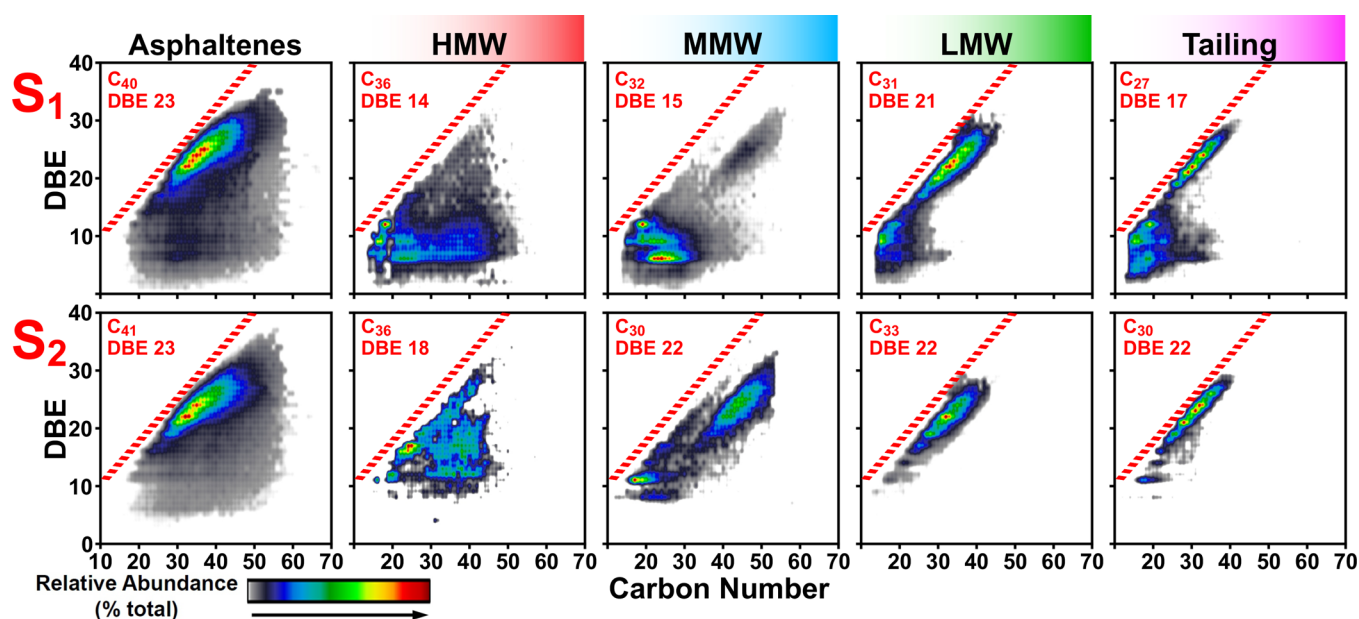 Asphaltenes HMW MMW LMW Tailing
S1
DBE
40
30
20
10
0
C40
DBE 23
C36
DBE 14
C32
DBE 15
C31
DBE 21
C27
DBE 17
S2
DBE
40
30
20
10
0
C41
DBE 23
C36
DBE 18
C30
DBE 22
C33
DBE 22
C30
DBE 22
10 20 30 40 50 60 70 20 30 40 50 60 70 20 30 40 50 60 70 20 30 40 50 60 70 20 30 40 50 60 70
Carbon Number
Relative Abundance
(% total)